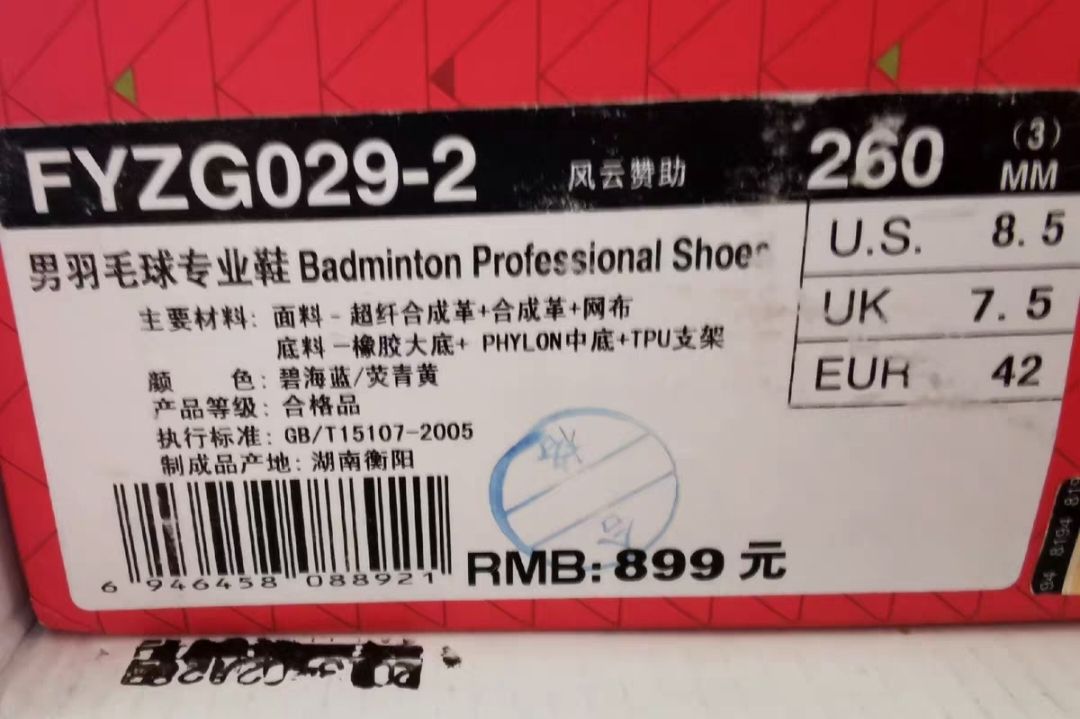 FYZG029-2 风云赞助 260 (3) MM
男羽毛球专业鞋 Badminton Professional Shoes
U.S. 8.5
UK 7.5
EUR 42
主要材料: 面料-超纤合成革+合成革+网布
底料-橡胶大底+ PHYLON中底+TPU支架
颜 色: 碧海蓝/荧青黄
产品等级: 合格品
执行标准: GB/T15107-2005
制成品产地: 湖南衡阳
6 946458 088921
合格
RMB: 899 元
8194